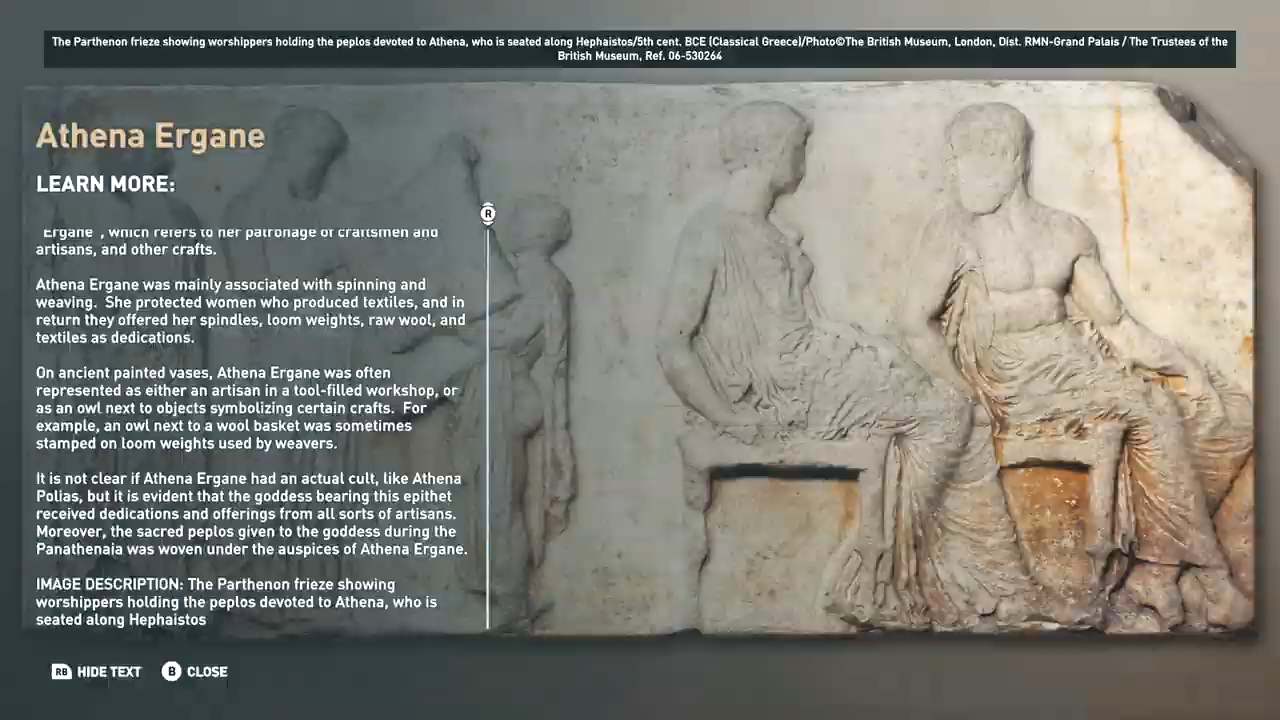 The Parthenon frieze showing worshippers holding the peplos devoted to Athena, who is seated along Hephaistos/5th cent. BCE (Classical Greece)/Photo©The British Museum, London, Dist. RMN-Grand Palais / The Trustees of the
British Museum, Ref. 06-530264
Athena Ergane
LEARN MORE:
"Ergane", which refers to her patronage of craftsmen and
artisans, and other crafts.
Athena Ergane was mainly associated with spinning and
weaving. She protected women who produced textiles, and in
return they offered her spindles, loom weights, raw wool, and
textiles as dedications.
On ancient painted vases, Athena Ergane was often
represented as either an artisan in a tool-filled workshop, or
as an owl next to objects symbolizing certain crafts. For
example, an owl next to a wool basket was sometimes
stamped on loom weights used by weavers.
It is not clear if Athena Ergane had an actual cult, like Athena
Polias, but it is evident that the goddess bearing this epithet
received dedications and offerings from all sorts of artisans.
Moreover, the sacred peplos given to the goddess during the
Panathenaia was woven under the auspices of Athena Ergane.
IMAGE DESCRIPTION: The Parthenon frieze showing
worshippers holding the peplos devoted to Athena, who is
seated along Hephaistos
R
RB HIDE TEXT B CLOSE